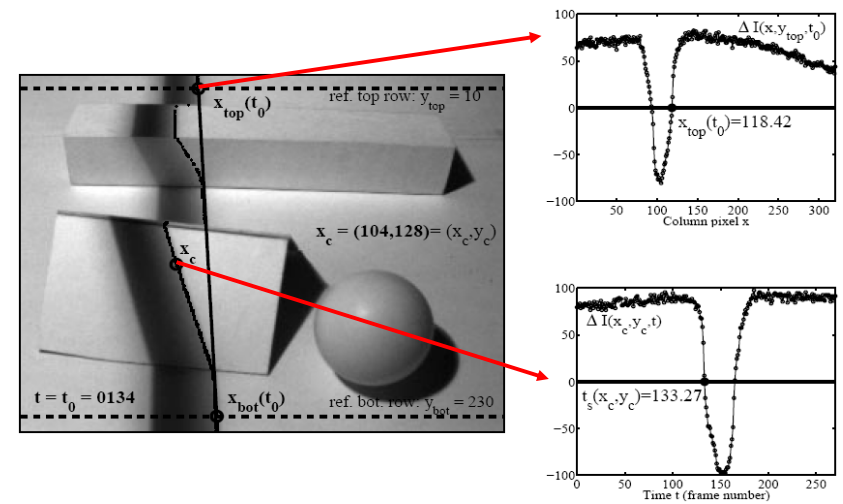 x_top(t_0)
ref. top row: y_top = 10
x_c = (104,128)= (x_c,y_c)
x_c
t = t_0 = 0134
x_bot(t_0)
ref. bot. row: y_bot = 230
100
50
0
−50
−100
Δ I(x,y_top,t_0)
x_top(t_0)=118.42
50
100
150
200
250
300
Column pixel x
100
50
0
−50
−100
Δ I(x_c,y_c,t)
t_s(x_c,y_c)=133.27
0
50
100
150
200
250
Time t (frame number)